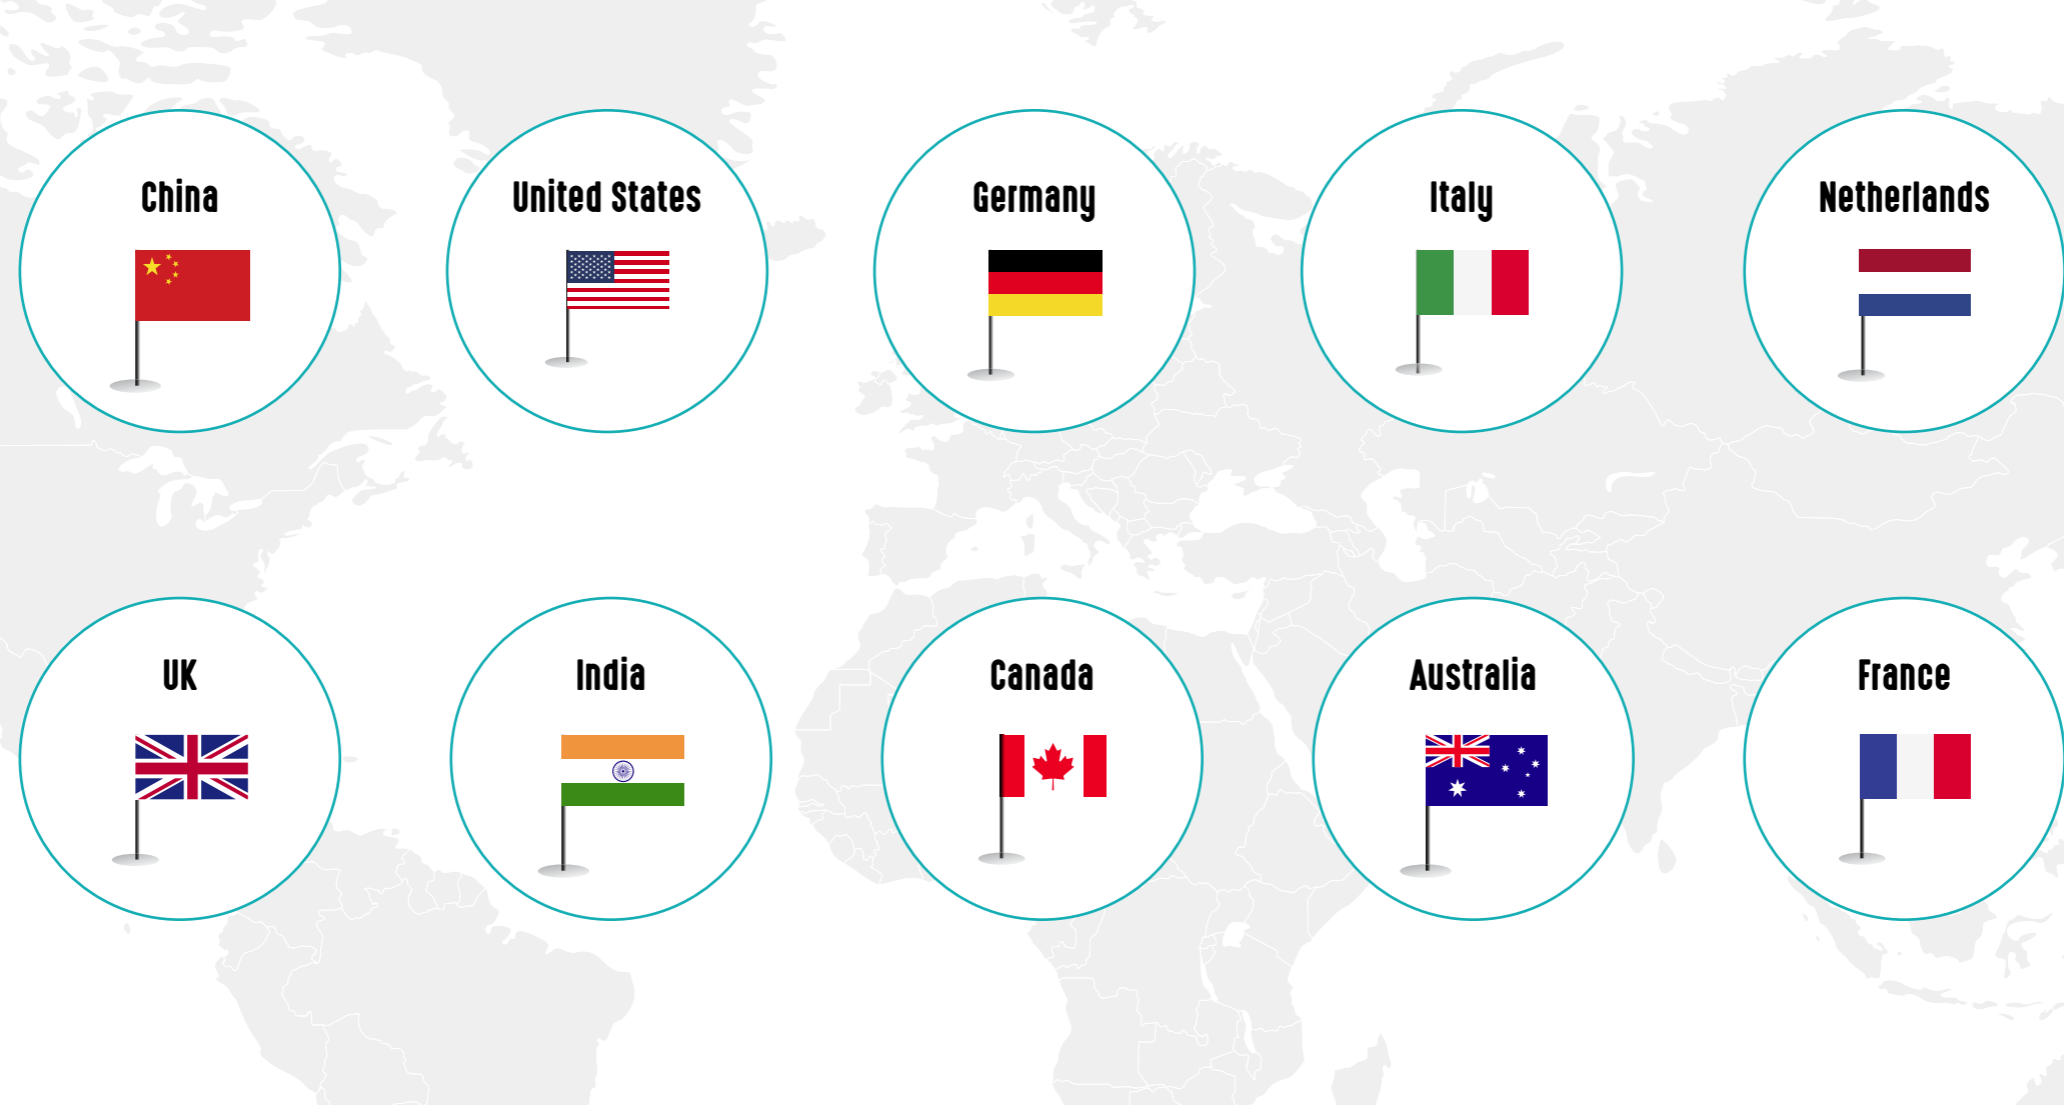 China
United States
Germany
Italy
Netherlands
UK
India
Canada
Australia
France